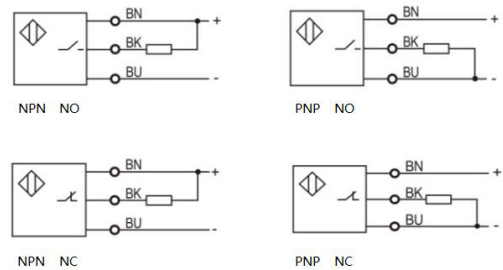 BN +
BK
BU -
NPN NO
BN +
BK
BU -
PNP NO
BN +
BK
BU -
NPN NC
BN +
BK
BU -
PNP NC